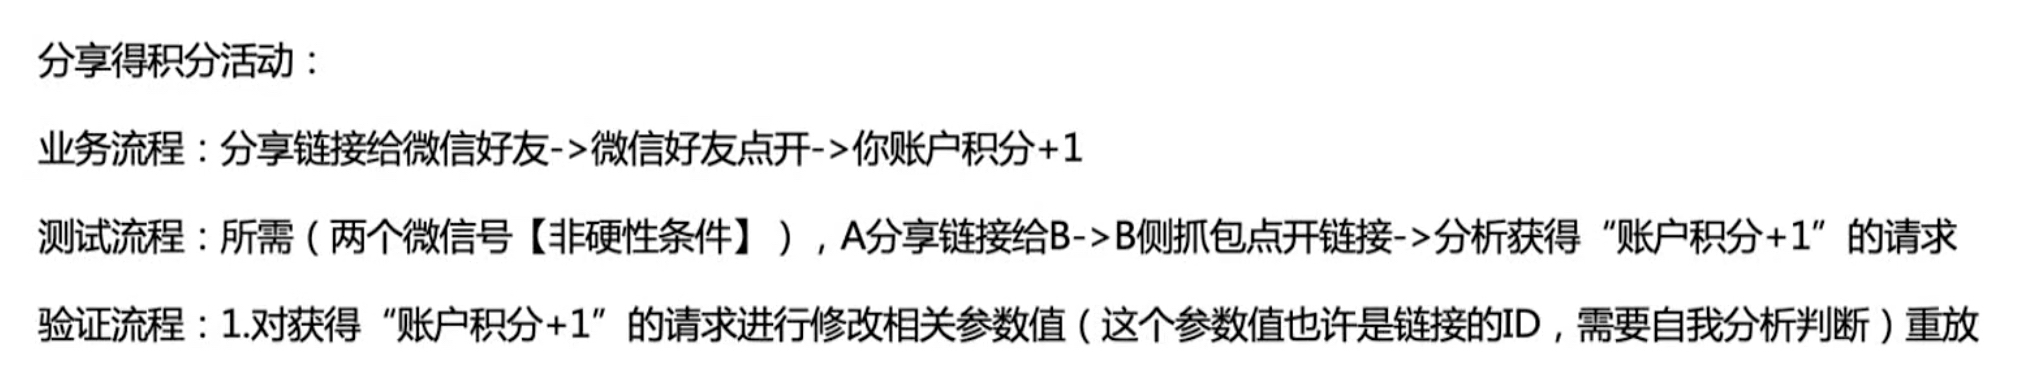 分享得积分活动：
业务流程：分享链接给微信好友->微信好友点开->你账户积分+1
测试流程：所需（两个微信号【非硬性条件】），A分享链接给B->B侧抓包点开链接->分析获得“账户积分+1”的请求
验证流程：1.对获得“账户积分+1”的请求进行修改相关参数值（这个参数值也许是链接的ID，需要自我分析判断）重放